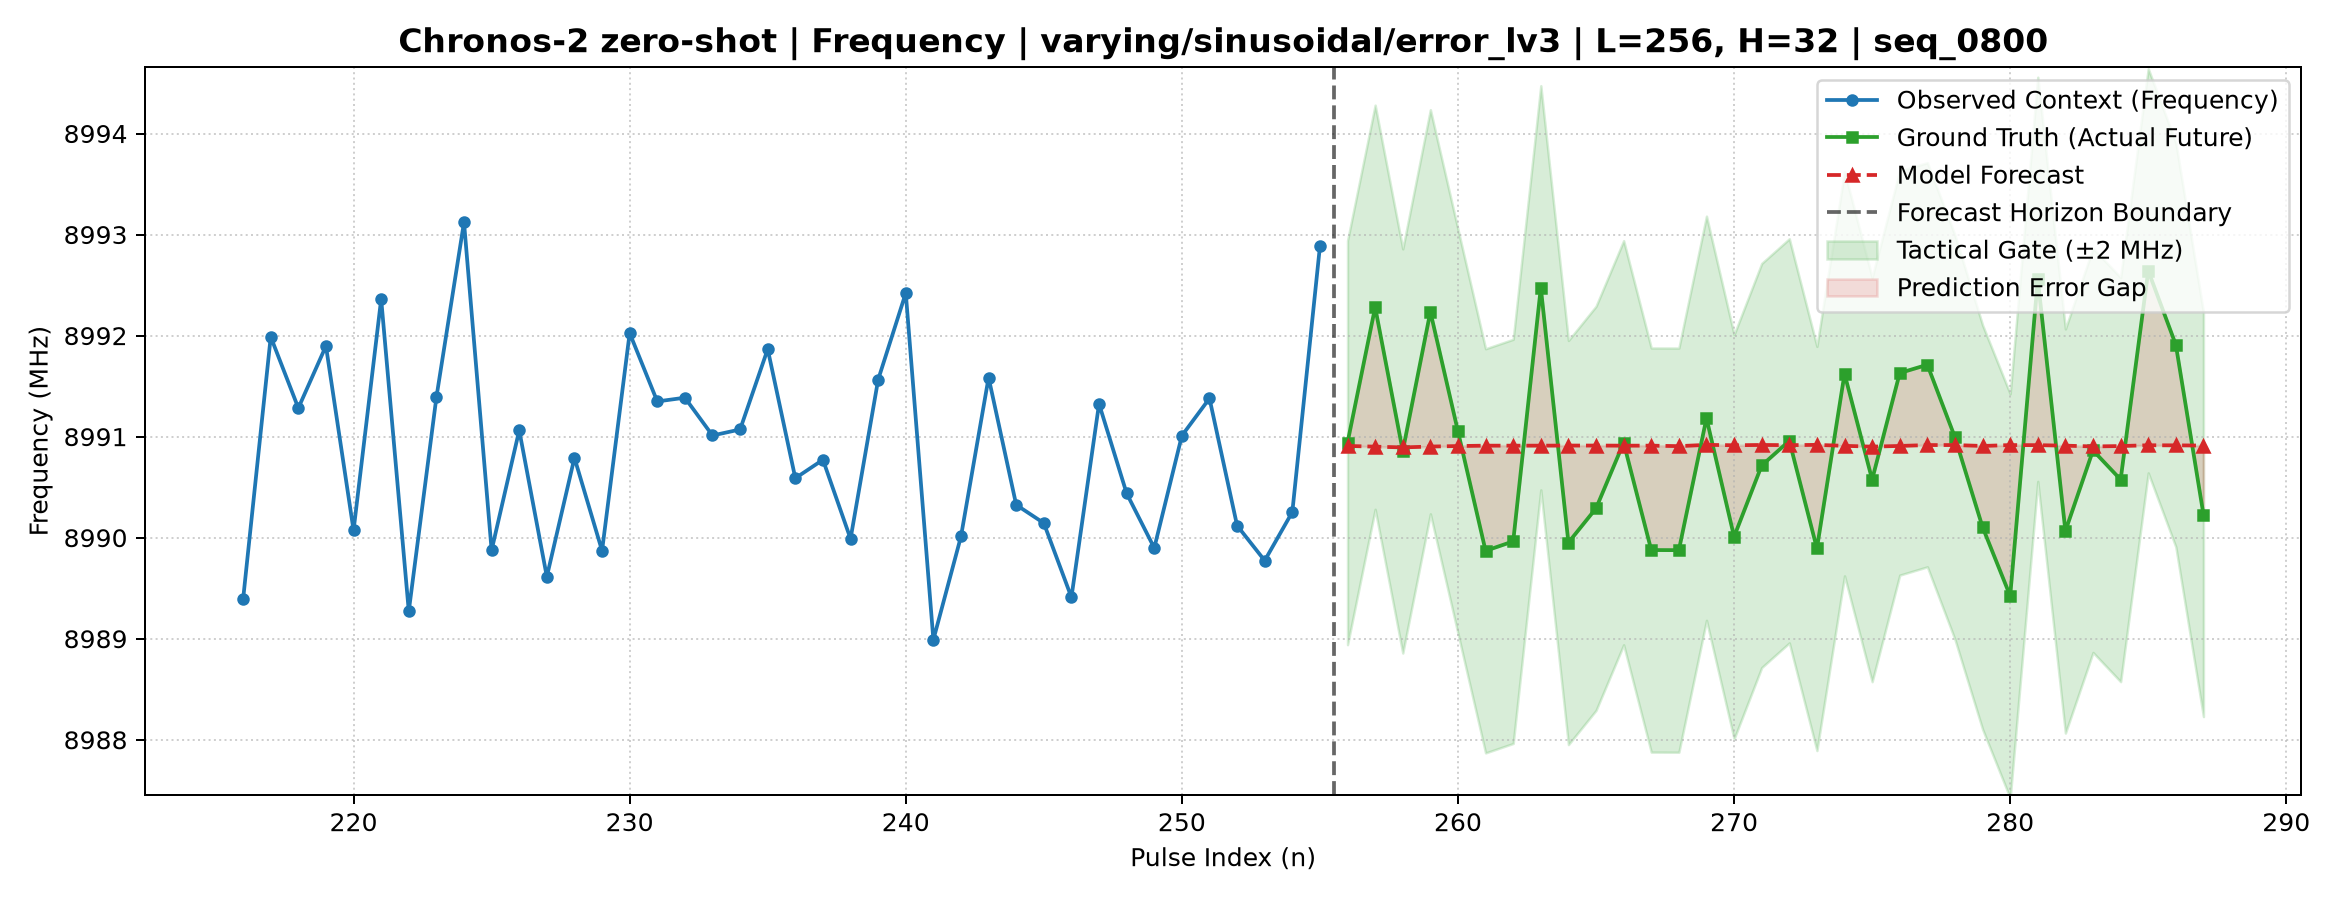 Chronos-2 zero-shot | Frequency | varying/sinusoidal/error_lv3 | L=256, H=32 | seq_0800
Observed Context (Frequency)
Ground Truth (Actual Future)
Model Forecast
Forecast Horizon Boundary
Tactical Gate (±2 MHz)
Prediction Error Gap
Frequency (MHz)
8994
8993
8992
8991
8990
8989
8988
220
230
240
250
260
270
280
290
Pulse Index (n)